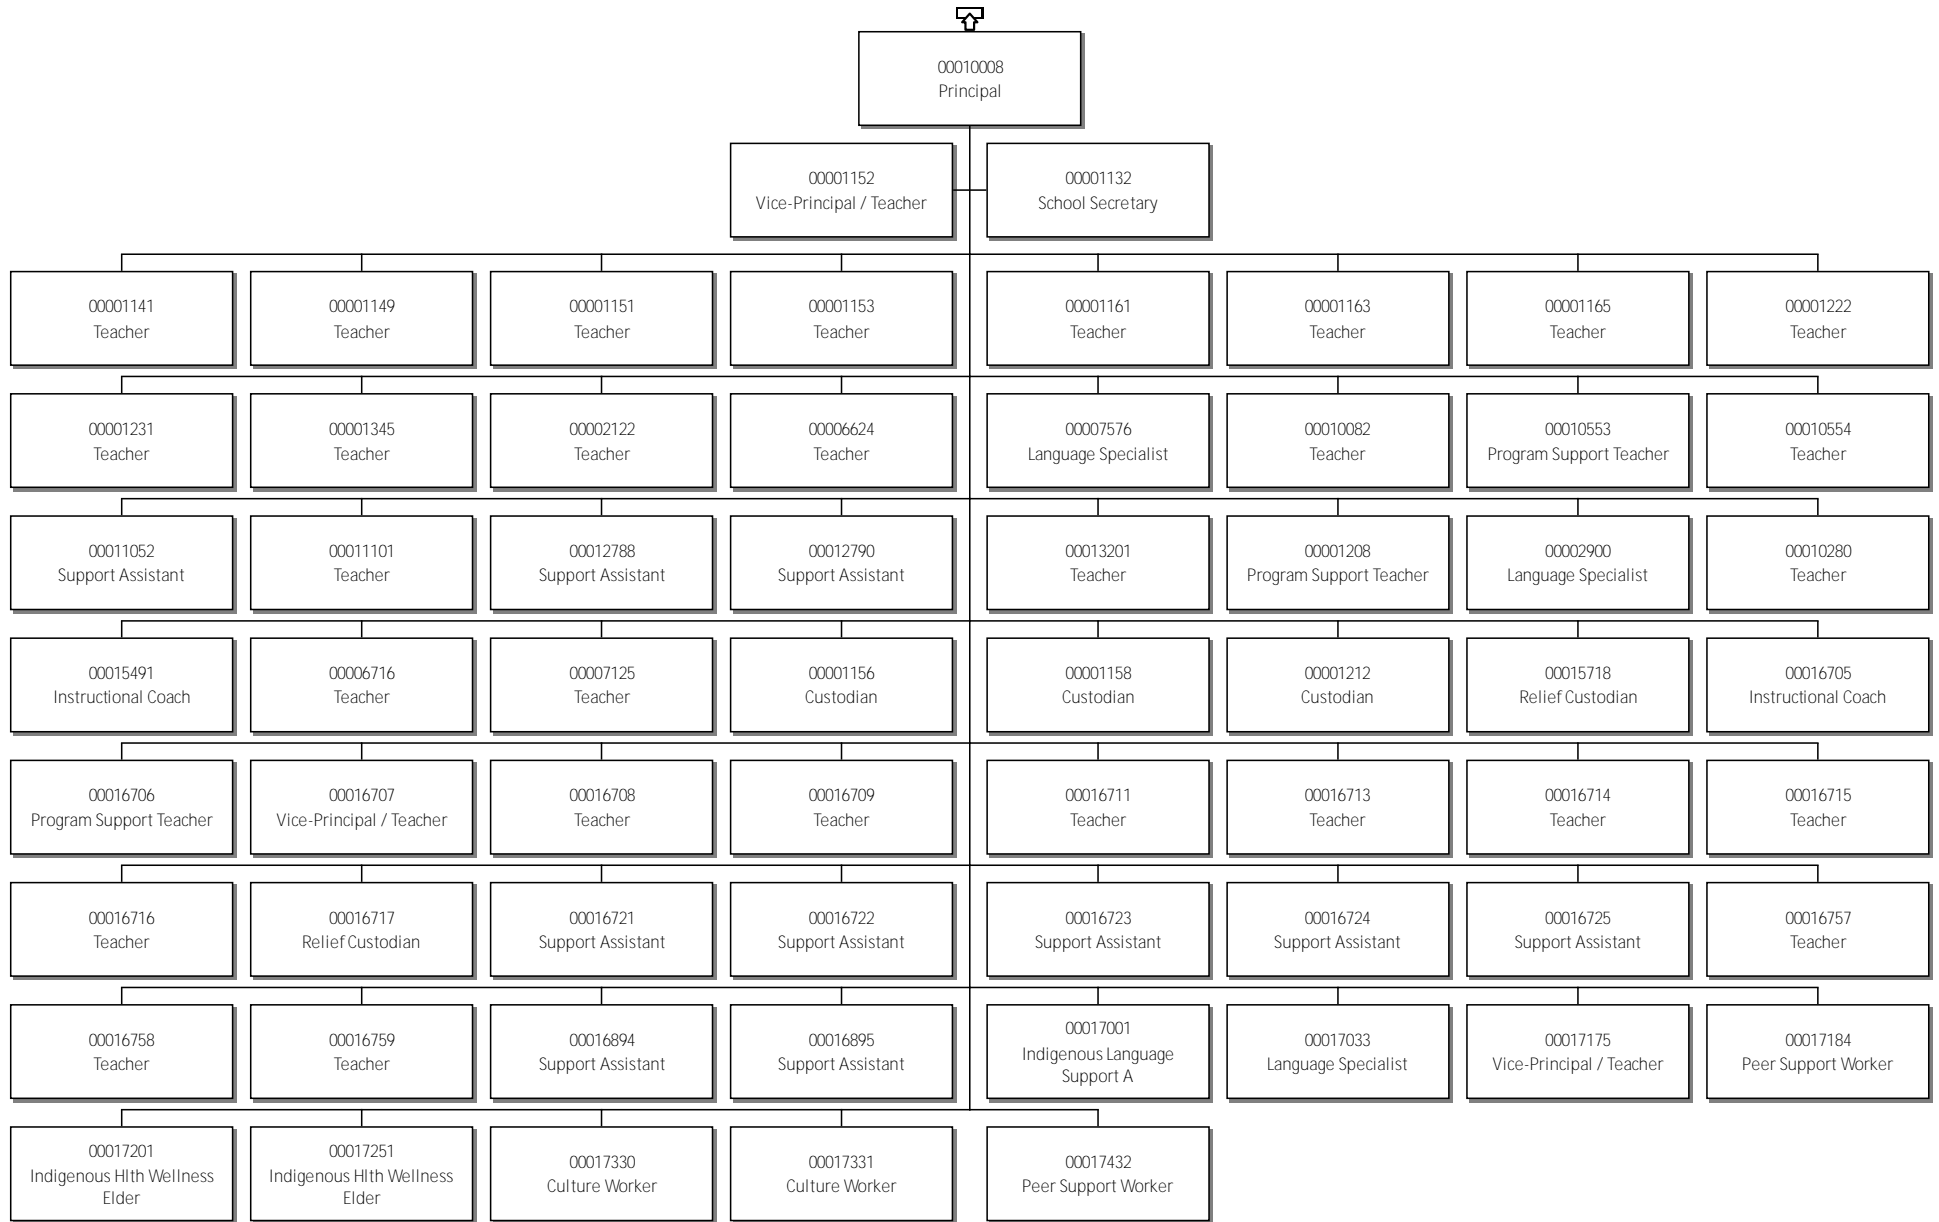 00010008
Principal
00001152
Vice-Principal / Teacher
00001132
School Secretary
00001141
Teacher
00001149
Teacher
00001151
Teacher
00001153
Teacher
00001161
Teacher
00001163
Teacher
00001165
Teacher
00001222
Teacher
00001231
Teacher
00001345
Teacher
00002122
Teacher
00006624
Teacher
00007576
Language Specialist
00010082
Teacher
00010553
Program Support Teacher
00010554
Teacher
00011052
Support Assistant
00011101
Teacher
00012788
Support Assistant
00012790
Support Assistant
00013201
Teacher
00001208
Program Support Teacher
00002900
Language Specialist
00010280
Teacher
00015491
Instructional Coach
00006716
Teacher
00007125
Teacher
00001156
Custodian
00001158
Custodian
00001212
Custodian
00015718
Relief Custodian
00016705
Instructional Coach
00016706
Program Support Teacher
00016707
Vice-Principal / Teacher
00016708
Teacher
00016709
Teacher
00016711
Teacher
00016713
Teacher
00016714
Teacher
00016715
Teacher
00016716
Teacher
00016717
Relief Custodian
00016721
Support Assistant
00016722
Support Assistant
00016723
Support Assistant
00016724
Support Assistant
00016725
Support Assistant
00016757
Teacher
00016758
Teacher
00016759
Teacher
00016894
Support Assistant
00016895
Support Assistant
00017001
Indigenous Language
Support A
00017033
Language Specialist
00017175
Vice-Principal / Teacher
00017184
Peer Support Worker
00017201
Indigenous Hlth Wellness
Elder
00017251
Indigenous Hlth Wellness
Elder
00017330
Culture Worker
00017331
Culture Worker
00017432
Peer Support Worker